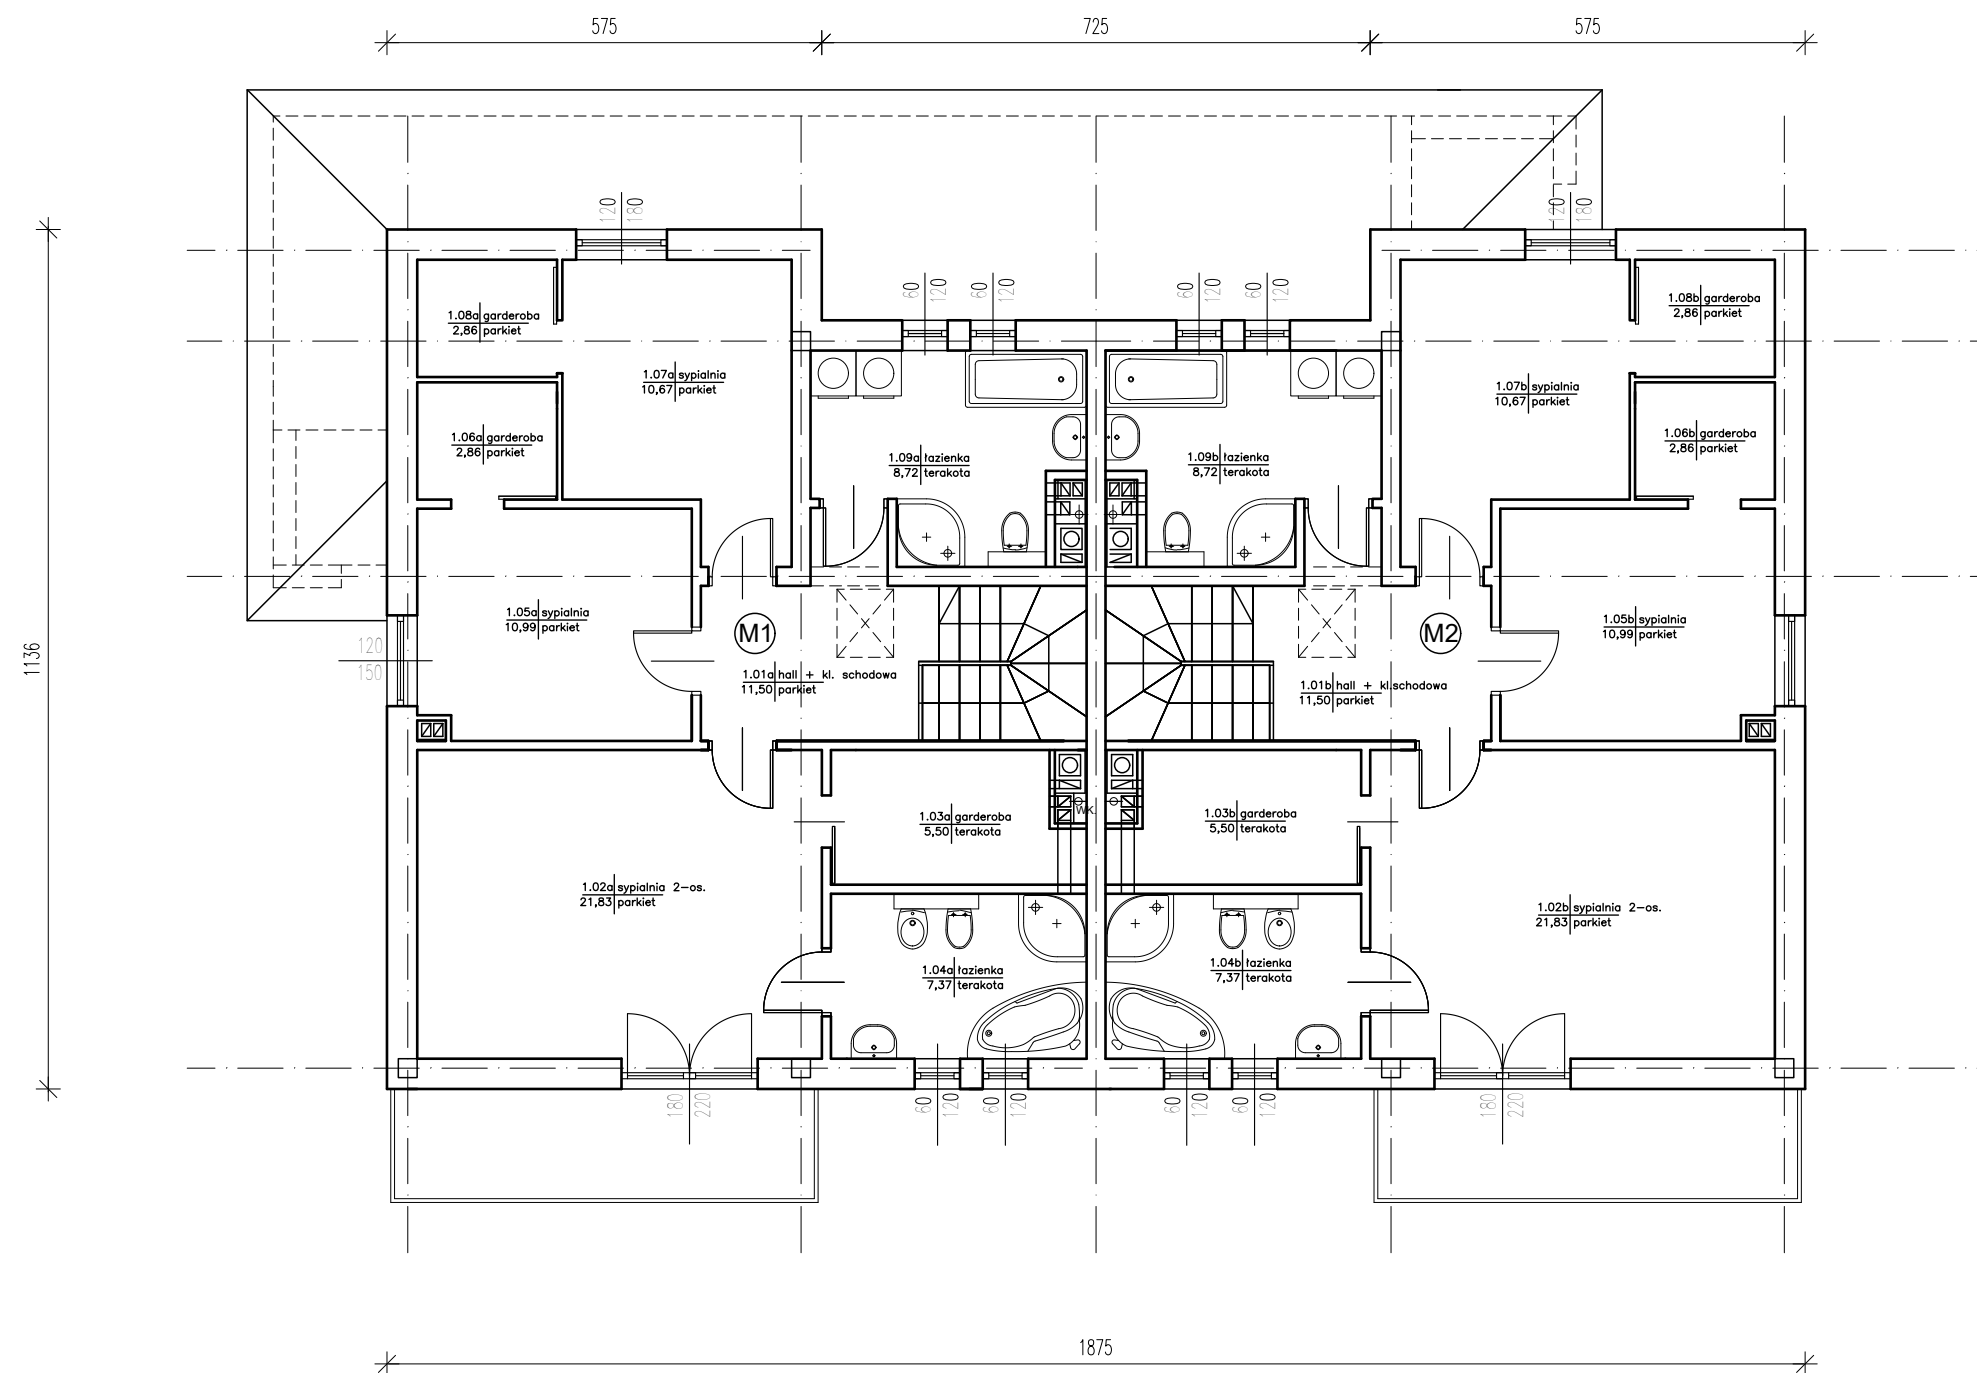 575
725
575
120
180
120
180
60
120
60
120
60
120
60
120
1.08a garderoba
2,86 parkiet
1.08b garderoba
2,86 parkiet
1.07a sypialnia
10,67 parkiet
1.07b sypialnia
10,67 parkiet
1.06a garderoba
2,86 parkiet
1.06b garderoba
2,86 parkiet
1.09a łazienka
8,72 terakota
1.09b łazienka
8,72 terakota
1.05a sypialnia
10,99 parkiet
1.05b sypialnia
10,99 parkiet
M1
M2
120
150
1136
1.01a hall + kl. schodowa
11,50 parkiet
1.01b hall + kl.schodowa
11,50 parkiet
WK.
1.03a garderoba
5,50 terakota
1.03b garderoba
5,50 terakota
1.02a sypialnia 2-os.
21,83 parkiet
1.02b sypialnia 2-os.
21,83 parkiet
1.04a łazienka
7,37 terakota
1.04b łazienka
7,37 terakota
180
220
60
120
60
120
60
120
60
120
180
220
1875